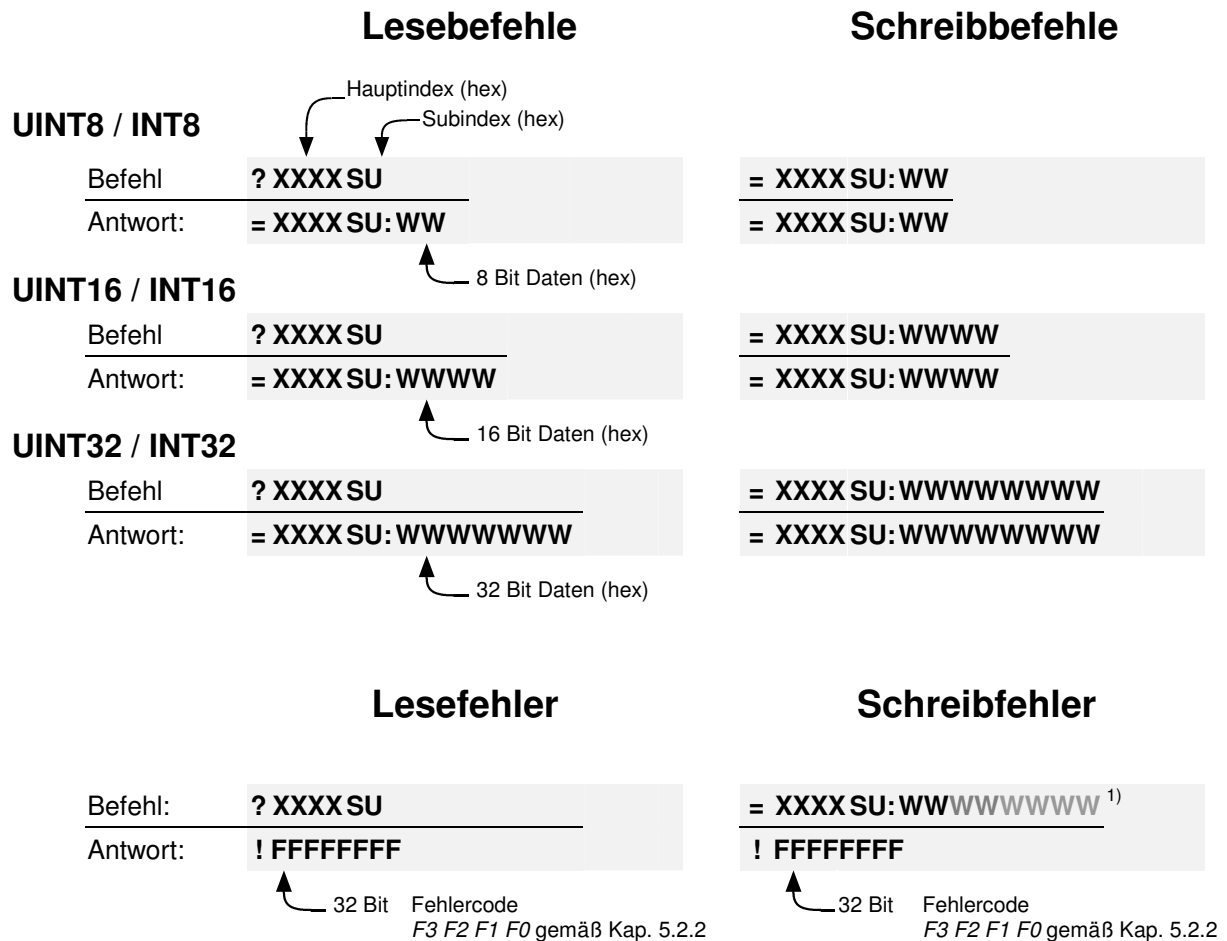 Lesebefehle Schreibbefehle
Hauptindex (hex)
Subindex (hex)
UINT8 / INT8
Befehl ? XXXX SU = XXXX SU: WW
Antwort: = XXXX SU: WW = XXXX SU: WW
8 Bit Daten (hex)
UINT16 / INT16
Befehl ? XXXX SU = XXXX SU: WWWW
Antwort: = XXXX SU: WWWW = XXXX SU: WWWW
16 Bit Daten (hex)
UINT32 / INT32
Befehl ? XXXX SU = XXXX SU: WWWWWWWW
Antwort: = XXXX SU: WWWWWWW = XXXX SU: WWWWWWWW
32 Bit Daten (hex)
Lesefehler Schreibfehler
Befehl: ? XXXX SU = XXXX SU: WWWWWWWW 1)
Antwort: ! FFFFFFFF ! FFFFFFFF
32 Bit Fehlercode 32 Bit Fehlercode
F3 F2 F1 F0 gemäß Kap. 5.2.2 F3 F2 F1 F0 gemäß Kap. 5.2.2